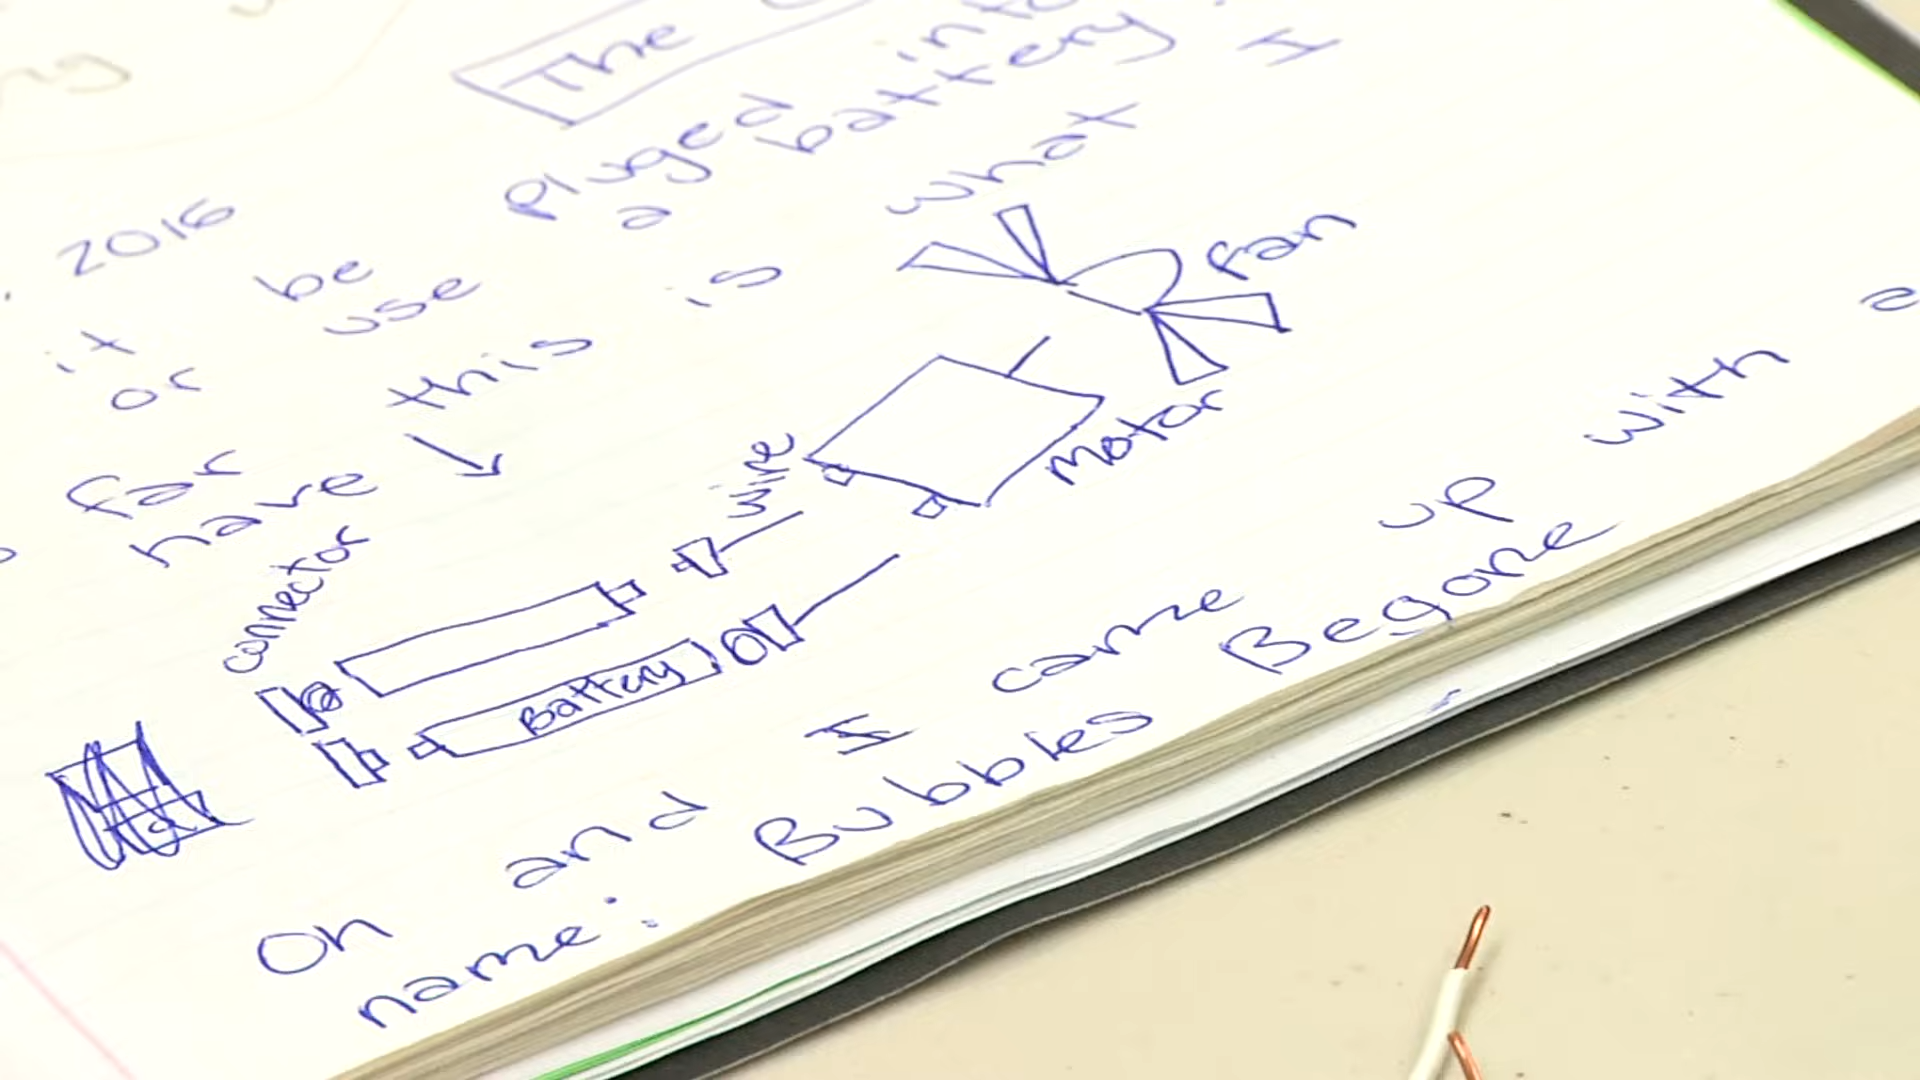 The
2016
it be pluged into
or use a battery
far this is what I
have
fan
Motor
wire
connector
Battery
On and I came up with a
name: Bubbles Begone